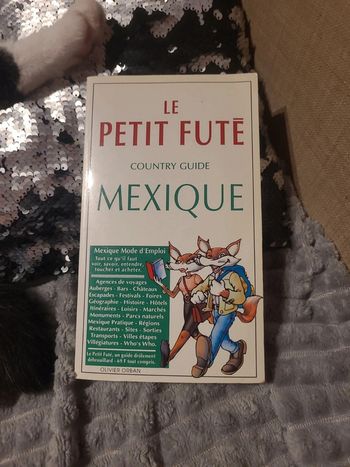 LE
PETIT FUTĒ
COUNTRY GUIDE
MEXIQUE
Mexique Mode d'Emploi
Tout ce qu'il faut
voir, savoir, entendre,
toucher et acheter.
Agences de voyages
Auberges - Bars - Châteaux
Escapades - Festivals - Foires
Géographie - Histoire - Hôtels
Itinéraires - Loisirs - Marchés
Monuments - Parcs naturels
Mexique Pratique - Régions
Restaurants - Sites - Sorties
Transports - Villes étapes
Villégiatures - Who's Who.
Le Petit Futé, un guide drôlement
débrouillard - 69 F tout compris.
OLIVIER ORBAN